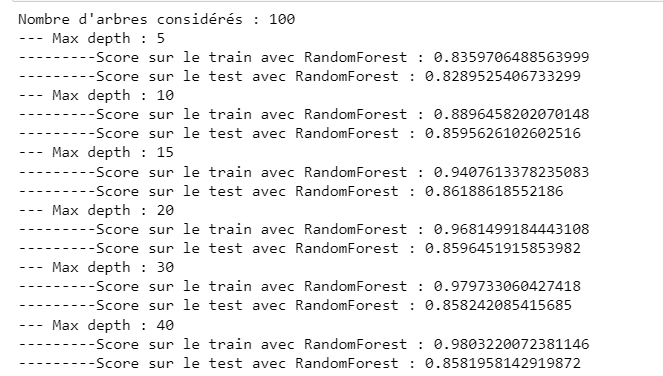 Nombre d'arbres considérés : 100
--- Max depth : 5
---------Score sur le train avec RandomForest : 0.8359706488563999
---------Score sur le test avec RandomForest : 0.8289525406733299
--- Max depth : 10
---------Score sur le train avec RandomForest : 0.8896458202070148
---------Score sur le test avec RandomForest : 0.8595626102602516
--- Max depth : 15
---------Score sur le train avec RandomForest : 0.9407613378235083
---------Score sur le test avec RandomForest : 0.86188618552186
--- Max depth : 20
---------Score sur le train avec RandomForest : 0.9681499184443108
---------Score sur le test avec RandomForest : 0.8596451915853982
--- Max depth : 30
---------Score sur le train avec RandomForest : 0.979733060427418
---------Score sur le test avec RandomForest : 0.858242085415685
--- Max depth : 40
---------Score sur le train avec RandomForest : 0.9803220072381146
---------Score sur le test avec RandomForest : 0.8581958142919872